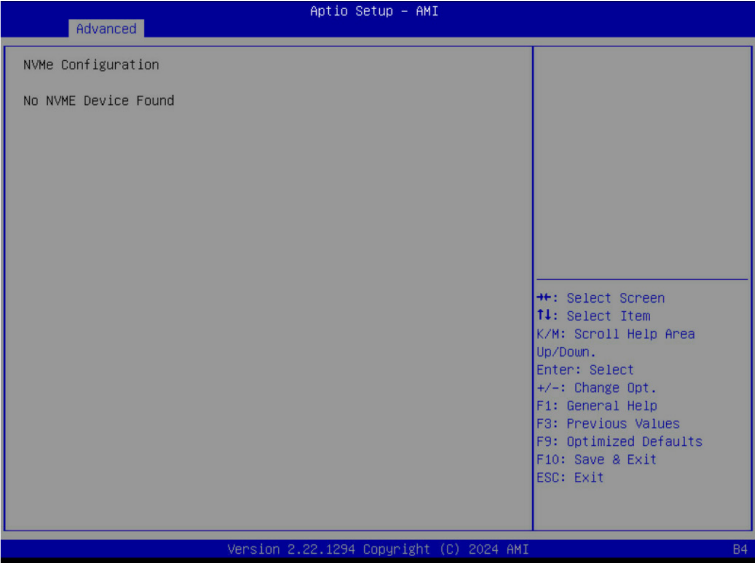 Aptio Setup – AMI
Advanced
NVMe Configuration
No NVME Device Found
→←: Select Screen
↑↓: Select Item
K/M: Scroll Help Area
Up/Down.
Enter: Select
+/-: Change Opt.
F1: General Help
F3: Previous Values
F9: Optimized Defaults
F10: Save & Exit
ESC: Exit
Version 2.22.1294 Copyright (C) 2024 AMI
B4